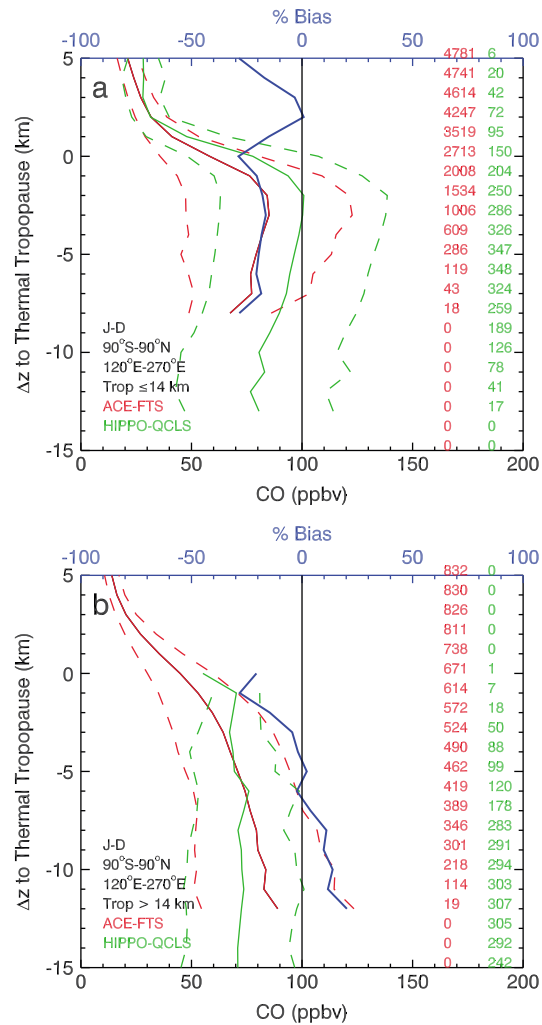 % Bias
-100 -50 0 50 100
a
5
0
-5
-10
-15
Δz to Thermal Tropopause (km)
4781 6
4741 20
4614 42
4247 72
3519 95
2713 150
2008 204
1534 250
1006 286
609 326
286 347
119 348
43 324
18 259
0 189
0 126
0 78
0 41
0 17
0 0
0 0
J-D
90°S-90°N
120°E-270°E
Trop ≤14 km
ACE-FTS
HIPPO-QCLS
0 50 100 150 200
CO (ppbv)
% Bias
-100 -50 0 50 100
b
5
0
-5
-10
-15
Δz to Thermal Tropopause (km)
832 0
830 0
826 0
811 0
738 0
671 1
614 7
572 18
524 50
490 88
462 99
419 120
389 178
346 283
301 291
218 294
114 303
19 307
0 305
0 292
0 242
J-D
90°S-90°N
120°E-270°E
Trop > 14 km
ACE-FTS
HIPPO-QCLS
0 50 100 150 200
CO (ppbv)